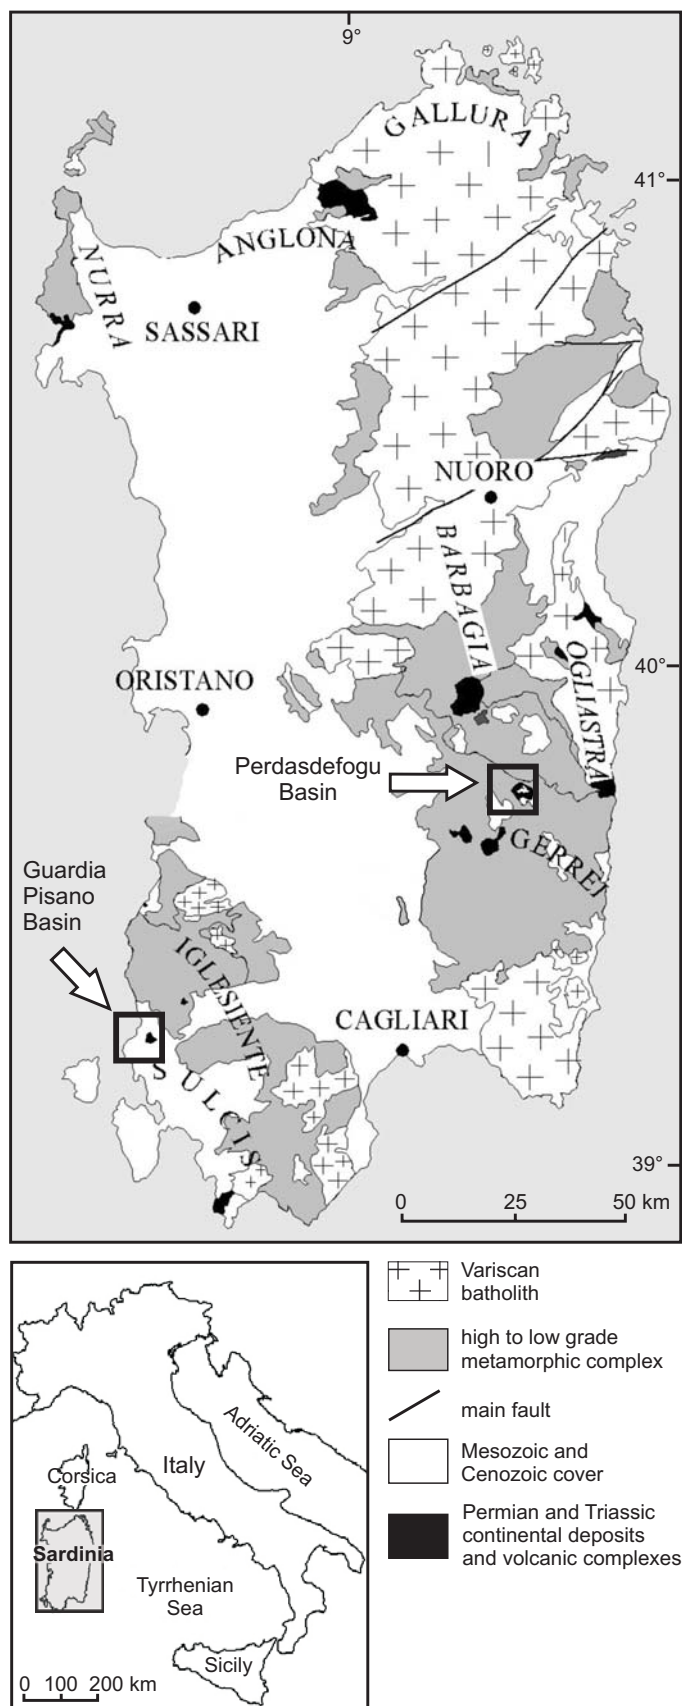 9°
GALLURA
41°
ANGLONA
NURRA
SASSARI
NUORO
BARBAGIA
40°
ORISTANO
OGLIASTRA
Perdasdefogu
Basin
GERREI
Guardia
Pisano
Basin
IGLESIENTE
CAGLIARI
SULCIS
39°
0 25 50 km
Variscan
batholith
high to low grade
metamorphic complex
main fault
Mesozoic and
Cenozoic cover
Permian and Triassic
continental deposits
and volcanic complexes
Adriatic Sea
Italy
Corsica
Sardinia
Tyrrhenian
Sea
Sicily
0 100 200 km